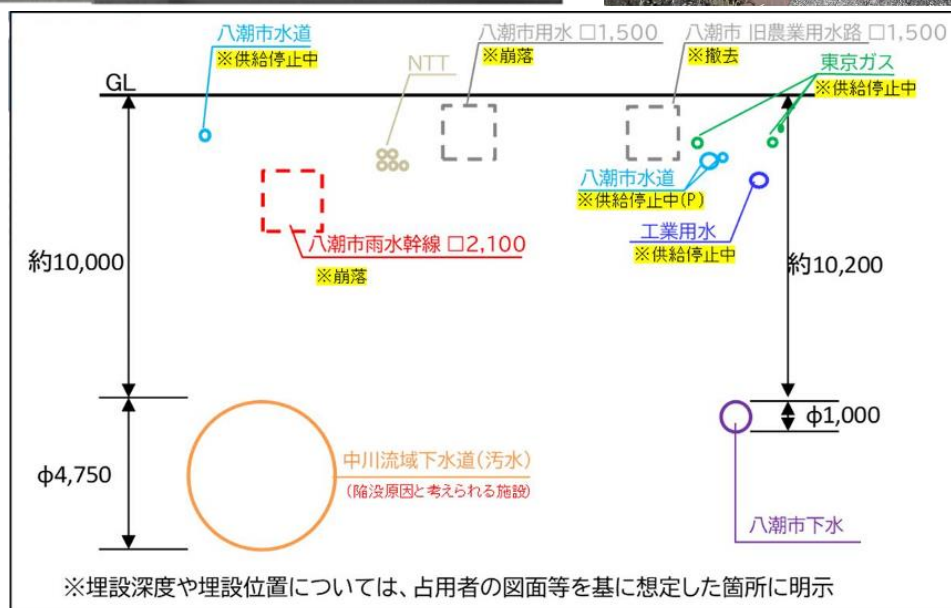 八潮市水道
※供給停止中
八潮市用水 □1,500
※崩落
八潮市 旧農業用水路 □1,500
※撤去
NTT
東京ガス
※供給停止中
GL
八潮市水道
※供給停止中(P)
工業用水
※供給停止中
八潮市雨水幹線 □2,100
※崩落
約10,000
約10,200
φ1,000
φ4,750
中川流域下水道(汚水)
(陥没原因と考えられる施設)
八潮市下水
※埋設深度や埋設位置については、占用者の図面等を基に想定した箇所に明示